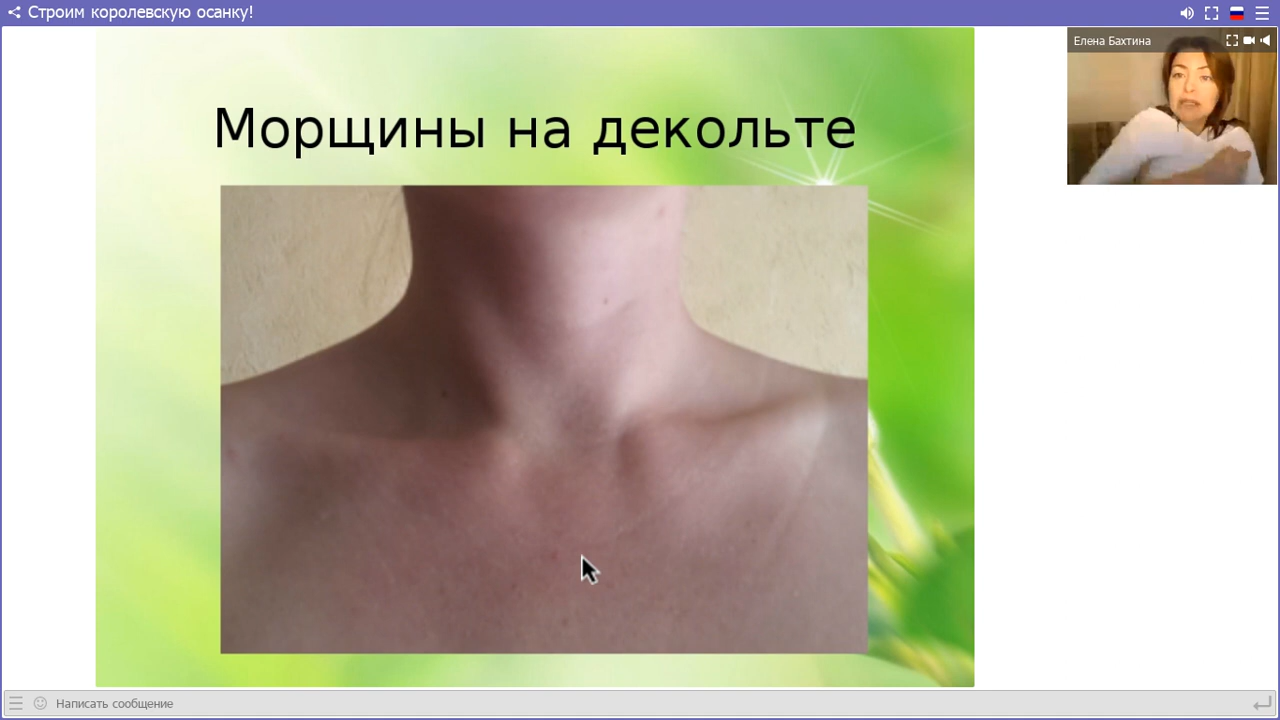 Строим королевскую осанку!
Елена Бахтина
Морщины на декольте
Написать сообщение